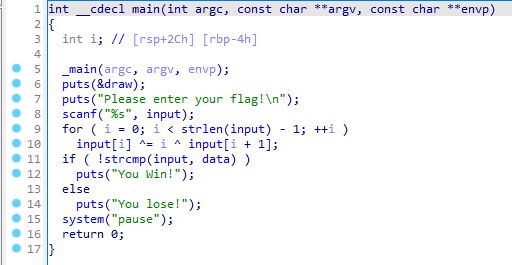 1 int __cdecl main(int argc, const char **argv, const char **envp)
2 {
3   int i; // [rsp+2Ch] [rbp-4h]
4
5   _main(argc, argv, envp);
6   puts(&draw);
7   puts("Please enter your flag!\n");
8   scanf("%s", input);
9   for ( i = 0; i < strlen(input) - 1; ++i )
10     input[i] ^= i ^ input[i + 1];
11   if ( !strcmp(input, data) )
12     puts("You Win!");
13   else
14     puts("You lose!");
15   system("pause");
16   return 0;
17 }